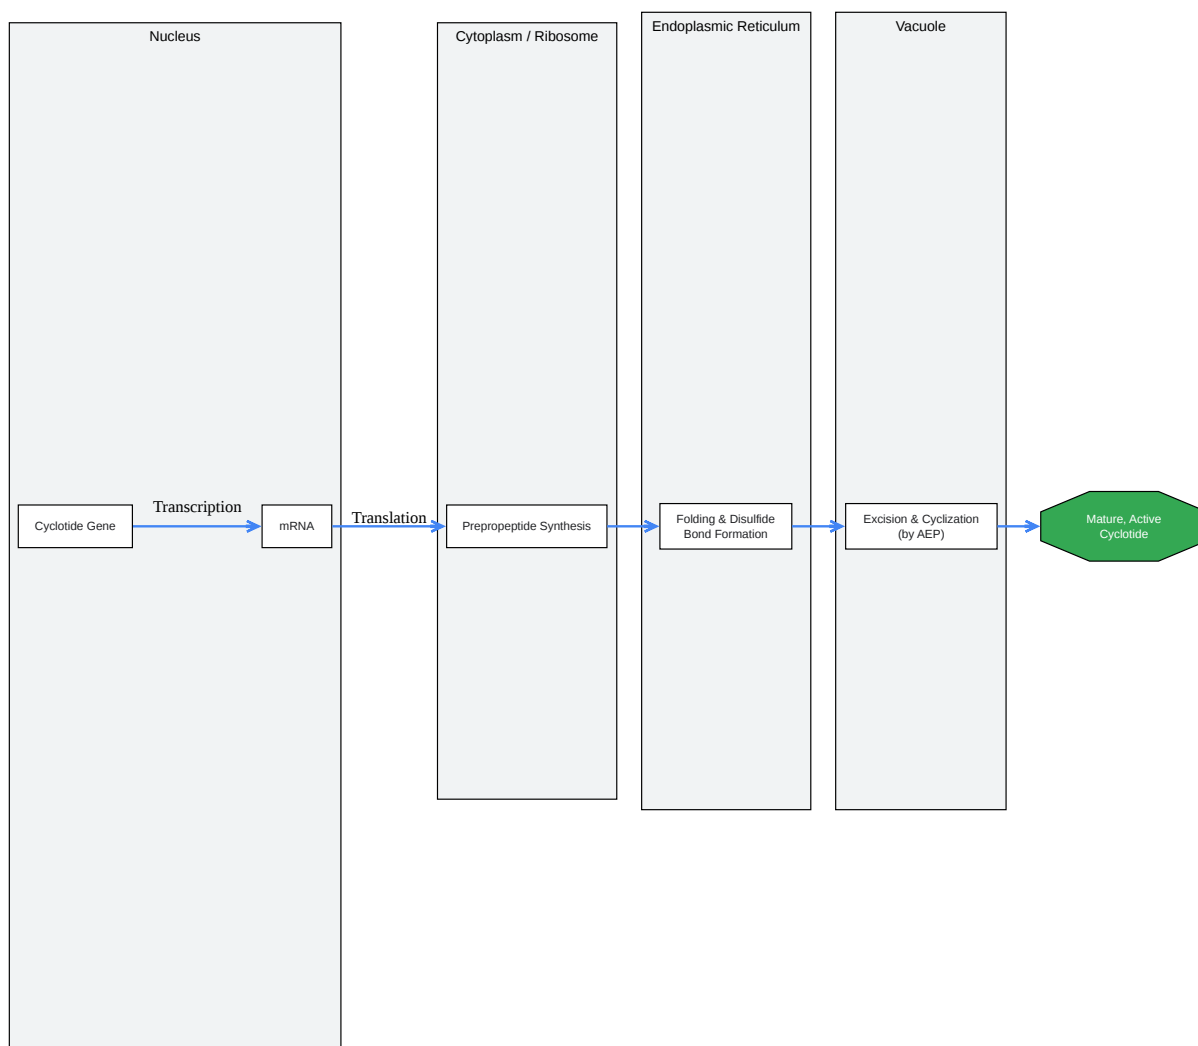 Nucleus
Cytoplasm / Ribosome
Endoplasmic Reticulum
Vacuole
Cyclotide Gene
Transcription
mRNA
Translation
Prepropeptide Synthesis
Folding & Disulfide
Bond Formation
Excision & Cyclization
(by AEP)
Mature, Active
Cyclotide